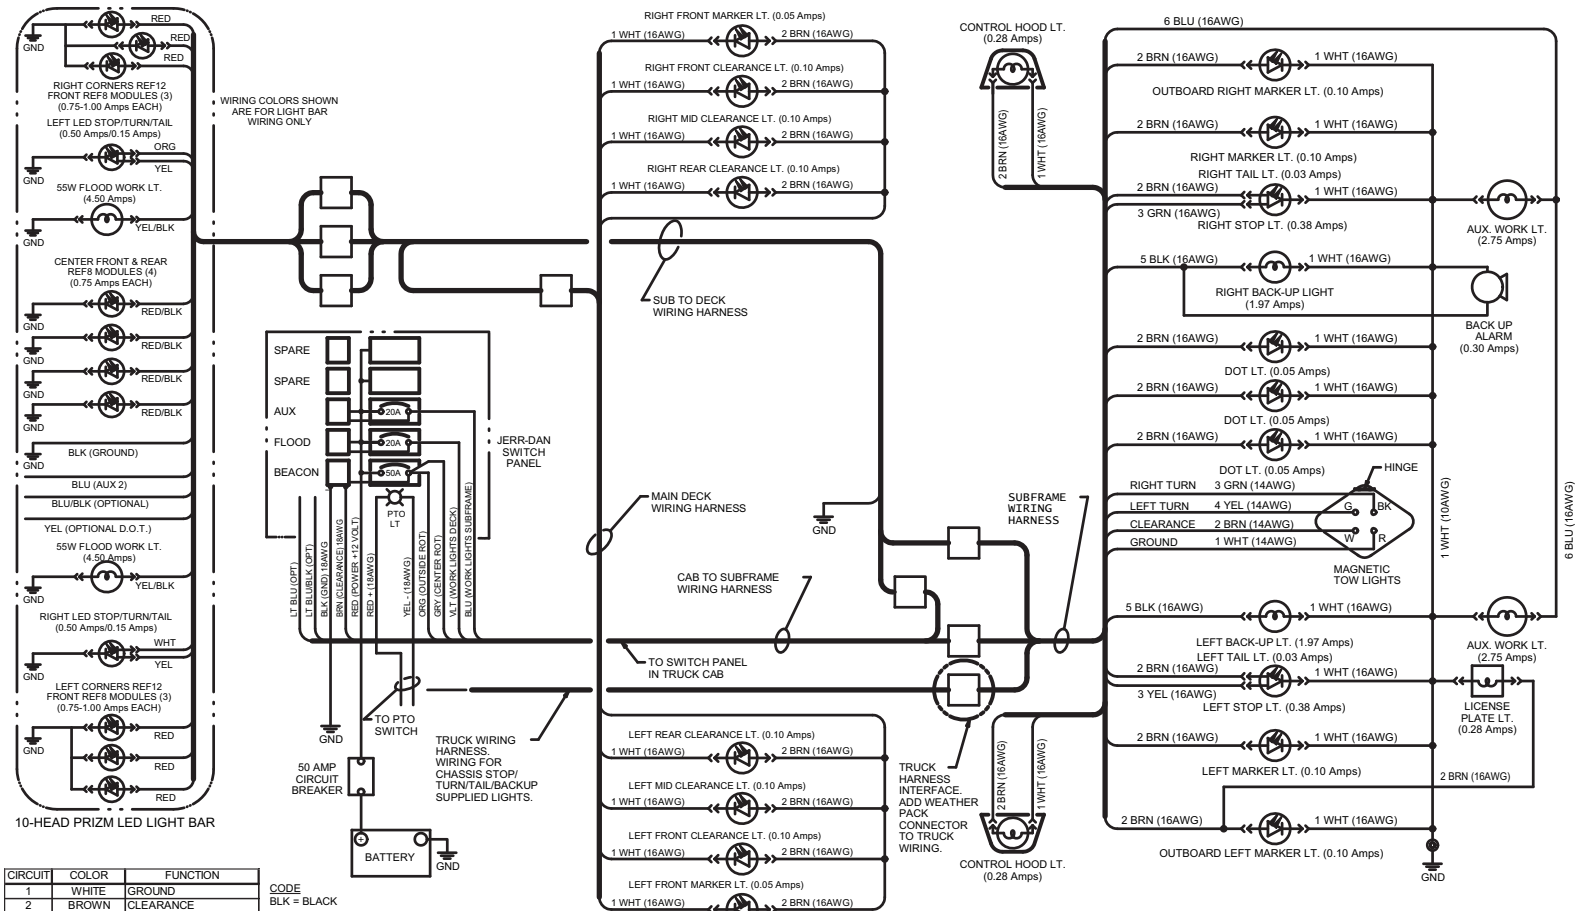 RED
GND
RED
RED
RIGHT CORNERS REF12
FRONT REF8 MODULES (3)
(0.75-1.00 Amps EACH)
LEFT LED STOP/TURN/TAIL
(0.50 Amps/0.15 Amps)
ORG
YEL
GND
55W FLOOD WORK LT.
(4.50 Amps)
YEL/BLK
GND
CENTER FRONT & REAR
REF8 MODULES (4)
(0.75 Amps EACH)
RED/BLK
GND
RED/BLK
GND
RED/BLK
GND
RED/BLK
GND
BLK (GROUND)
GND
BLU (AUX 2)
BLU/BLK (OPTIONAL)
YEL (OPTIONAL D.O.T.)
55W FLOOD WORK LT.
(4.50 Amps)
YEL/BLK
GND
RIGHT LED STOP/TURN/TAIL
(0.50 Amps/0.15 Amps)
WHT
YEL
GND
LEFT CORNERS REF12
FRONT REF8 MODULES (3)
(0.75-1.00 Amps EACH)
RED
GND
RED
RED
10-HEAD PRIZM LED LIGHT BAR
WIRING COLORS SHOWN
ARE FOR LIGHT BAR
WIRING ONLY
SPARE
SPARE
AUX
20A
FLOOD
20A
BEACON
50A
JERR-DAN
SWITCH
PANEL
PTO
LT
LT BLU (OPT)
LT BLU/BLK (OPT)
BLK (GND) 18AWG
BRN (CLEARANCE)18AWG
RED (POWER +12 VOLT)
RED + (18AWG)
YEL - (18AWG)
ORG (OUTSIDE ROT)
GRY (CENTER ROT)
VLT (WORK LIGHTS DECK)
BLU (WORK LIGHTS SUBFRAME)
GND
TO PTO
SWITCH
50 AMP
CIRCUIT
BREAKER
+
-
BATTERY
GND
TRUCK WIRING
HARNESS.
WIRING FOR
CHASSIS STOP/
TURN/TAIL/BACKUP
SUPPLIED LIGHTS.
RIGHT FRONT MARKER LT. (0.05 Amps)
1 WHT (16AWG) 2 BRN (16AWG)
RIGHT FRONT CLEARANCE LT. (0.10 Amps)
1 WHT (16AWG) 2 BRN (16AWG)
RIGHT MID CLEARANCE LT. (0.10 Amps)
1 WHT (16AWG) 2 BRN (16AWG)
RIGHT REAR CLEARANCE LT. (0.10 Amps)
1 WHT (16AWG) 2 BRN (16AWG)
SUB TO DECK
WIRING HARNESS
MAIN DECK
WIRING HARNESS
CAB TO SUBFRAME
WIRING HARNESS
TO SWITCH PANEL
IN TRUCK CAB
GND
LEFT REAR CLEARANCE LT. (0.10 Amps)
1 WHT (16AWG) 2 BRN (16AWG)
LEFT MID CLEARANCE LT. (0.10 Amps)
1 WHT (16AWG) 2 BRN (16AWG)
LEFT FRONT CLEARANCE LT. (0.10 Amps)
1 WHT (16AWG) 2 BRN (16AWG)
LEFT FRONT MARKER LT. (0.05 Amps)
1 WHT (16AWG) 2 BRN (16AWG)
CONTROL HOOD LT.
(0.28 Amps)
2 BRN (16AWG)
1 WHT (16AWG)
SUBFRAME
WIRING
HARNESS
TRUCK
HARNESS
INTERFACE.
ADD WEATHER
PACK
CONNECTOR
TO TRUCK
WIRING.
2 BRN (16AWG)
1 WHT (16AWG)
CONTROL HOOD LT.
(0.28 Amps)
6 BLU (16AWG)
2 BRN (16AWG) 1 WHT (16AWG)
OUTBOARD RIGHT MARKER LT. (0.10 Amps)
2 BRN (16AWG) 1 WHT (16AWG)
RIGHT MARKER LT. (0.10 Amps)
RIGHT TAIL LT. (0.03 Amps)
2 BRN (16AWG) 1 WHT (16AWG)
3 GRN (16AWG)
RIGHT STOP LT. (0.38 Amps)
AUX. WORK LT.
(2.75 Amps)
5 BLK (16AWG) 1 WHT (16AWG)
RIGHT BACK-UP LIGHT
(1.97 Amps)
BACK UP
ALARM
(0.30 Amps)
2 BRN (16AWG) 1 WHT (16AWG)
DOT LT. (0.05 Amps)
2 BRN (16AWG) 1 WHT (16AWG)
DOT LT. (0.05 Amps)
2 BRN (16AWG) 1 WHT (16AWG)
DOT LT. (0.05 Amps)
HINGE
RIGHT TURN 3 GRN (14AWG)
LEFT TURN 4 YEL (14AWG)
CLEARANCE 2 BRN (14AWG)
GROUND 1 WHT (14AWG)
G BK
W R
MAGNETIC
TOW LIGHTS
1 WHT (10AWG)
6 BLU (16AWG)
5 BLK (16AWG) 1 WHT (16AWG)
LEFT BACK-UP LT. (1.97 Amps)
AUX. WORK LT.
(2.75 Amps)
LEFT TAIL LT. (0.03 Amps)
2 BRN (16AWG) 1 WHT (16AWG)
3 YEL (16AWG)
LEFT STOP LT. (0.38 Amps)
LICENSE
PLATE LT.
(0.28 Amps)
2 BRN (16AWG) 1 WHT (16AWG)
LEFT MARKER LT. (0.10 Amps)
2 BRN (16AWG)
2 BRN (16AWG) 1 WHT (16AWG)
OUTBOARD LEFT MARKER LT. (0.10 Amps)
GND
CIRCUIT COLOR FUNCTION
1 WHITE GROUND
2 BROWN CLEARANCE
CODE
BLK = BLACK